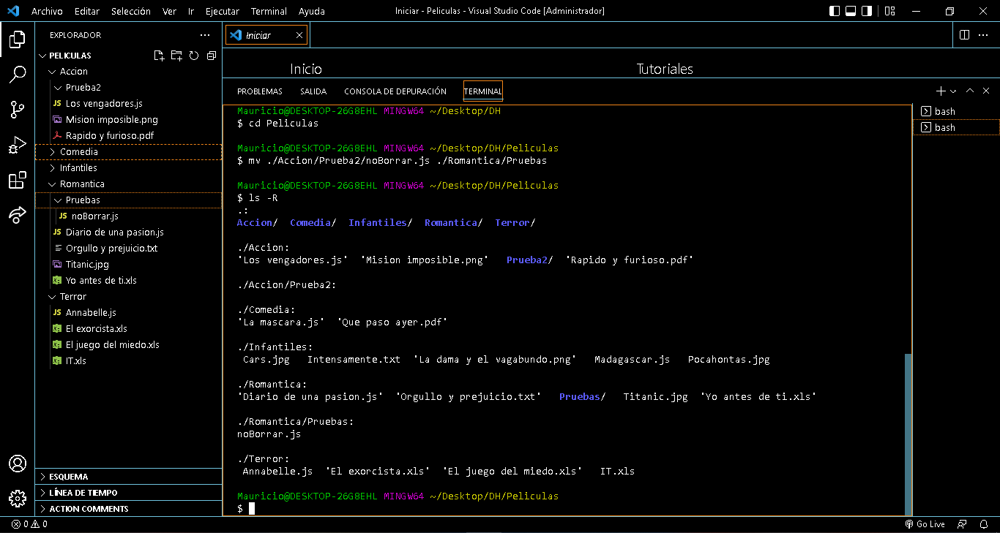 Archivo Editar Selección Ver Ir Ejecutar Terminal Ayuda
Iniciar - Peliculas - Visual Studio Code [Administrador]
EXPLORADOR
PELICULAS
Accion
Prueba2
JS Los vengadores.js
Mision imposible.png
Rapido y furioso.pdf
Comedia
Infantiles
Romantica
Pruebas
JS noBorrar.js
JS Diario de una pasion.js
Orgullo y prejuicio.txt
Titanic.jpg
Yo antes de ti.xls
Terror
JS Annabelle.js
El exorcista.xls
El juego del miedo.xls
IT.xls
ESQUEMA
LÍNEA DE TIEMPO
ACTION COMMENTS
Iniciar
Inicio Tutoriales
PROBLEMAS SALIDA CONSOLA DE DEPURACIÓN TERMINAL
Mauricio@DESKTOP-26G8EHL MINGW64 ~/Desktop/DH
$ cd Peliculas
Mauricio@DESKTOP-26G8EHL MINGW64 ~/Desktop/DH/Peliculas
$ mv ./Accion/Prueba2/noBorrar.js ./Romantica/Pruebas
Mauricio@DESKTOP-26G8EHL MINGW64 ~/Desktop/DH/Peliculas
$ ls -R
.:
Accion/ Comedia/ Infantiles/ Romantica/ Terror/
./Accion:
'Los vengadores.js' 'Mision imposible.png' Prueba2/ 'Rapido y furioso.pdf'
./Accion/Prueba2:
./Comedia:
'La mascara.js' 'Que paso ayer.pdf'
./Infantiles:
Cars.jpg Intensamente.txt 'La dama y el vagabundo.png' Madagascar.js Pocahontas.jpg
./Romantica:
'Diario de una pasion.js' 'Orgullo y prejuicio.txt' Pruebas/ Titanic.jpg 'Yo antes de ti.xls'
./Romantica/Pruebas:
noBorrar.js
./Terror:
Annabelle.js 'El exorcista.xls' 'El juego del miedo.xls' IT.xls
Mauricio@DESKTOP-26G8EHL MINGW64 ~/Desktop/DH/Peliculas
$
bash
bash
0 0
Go Live